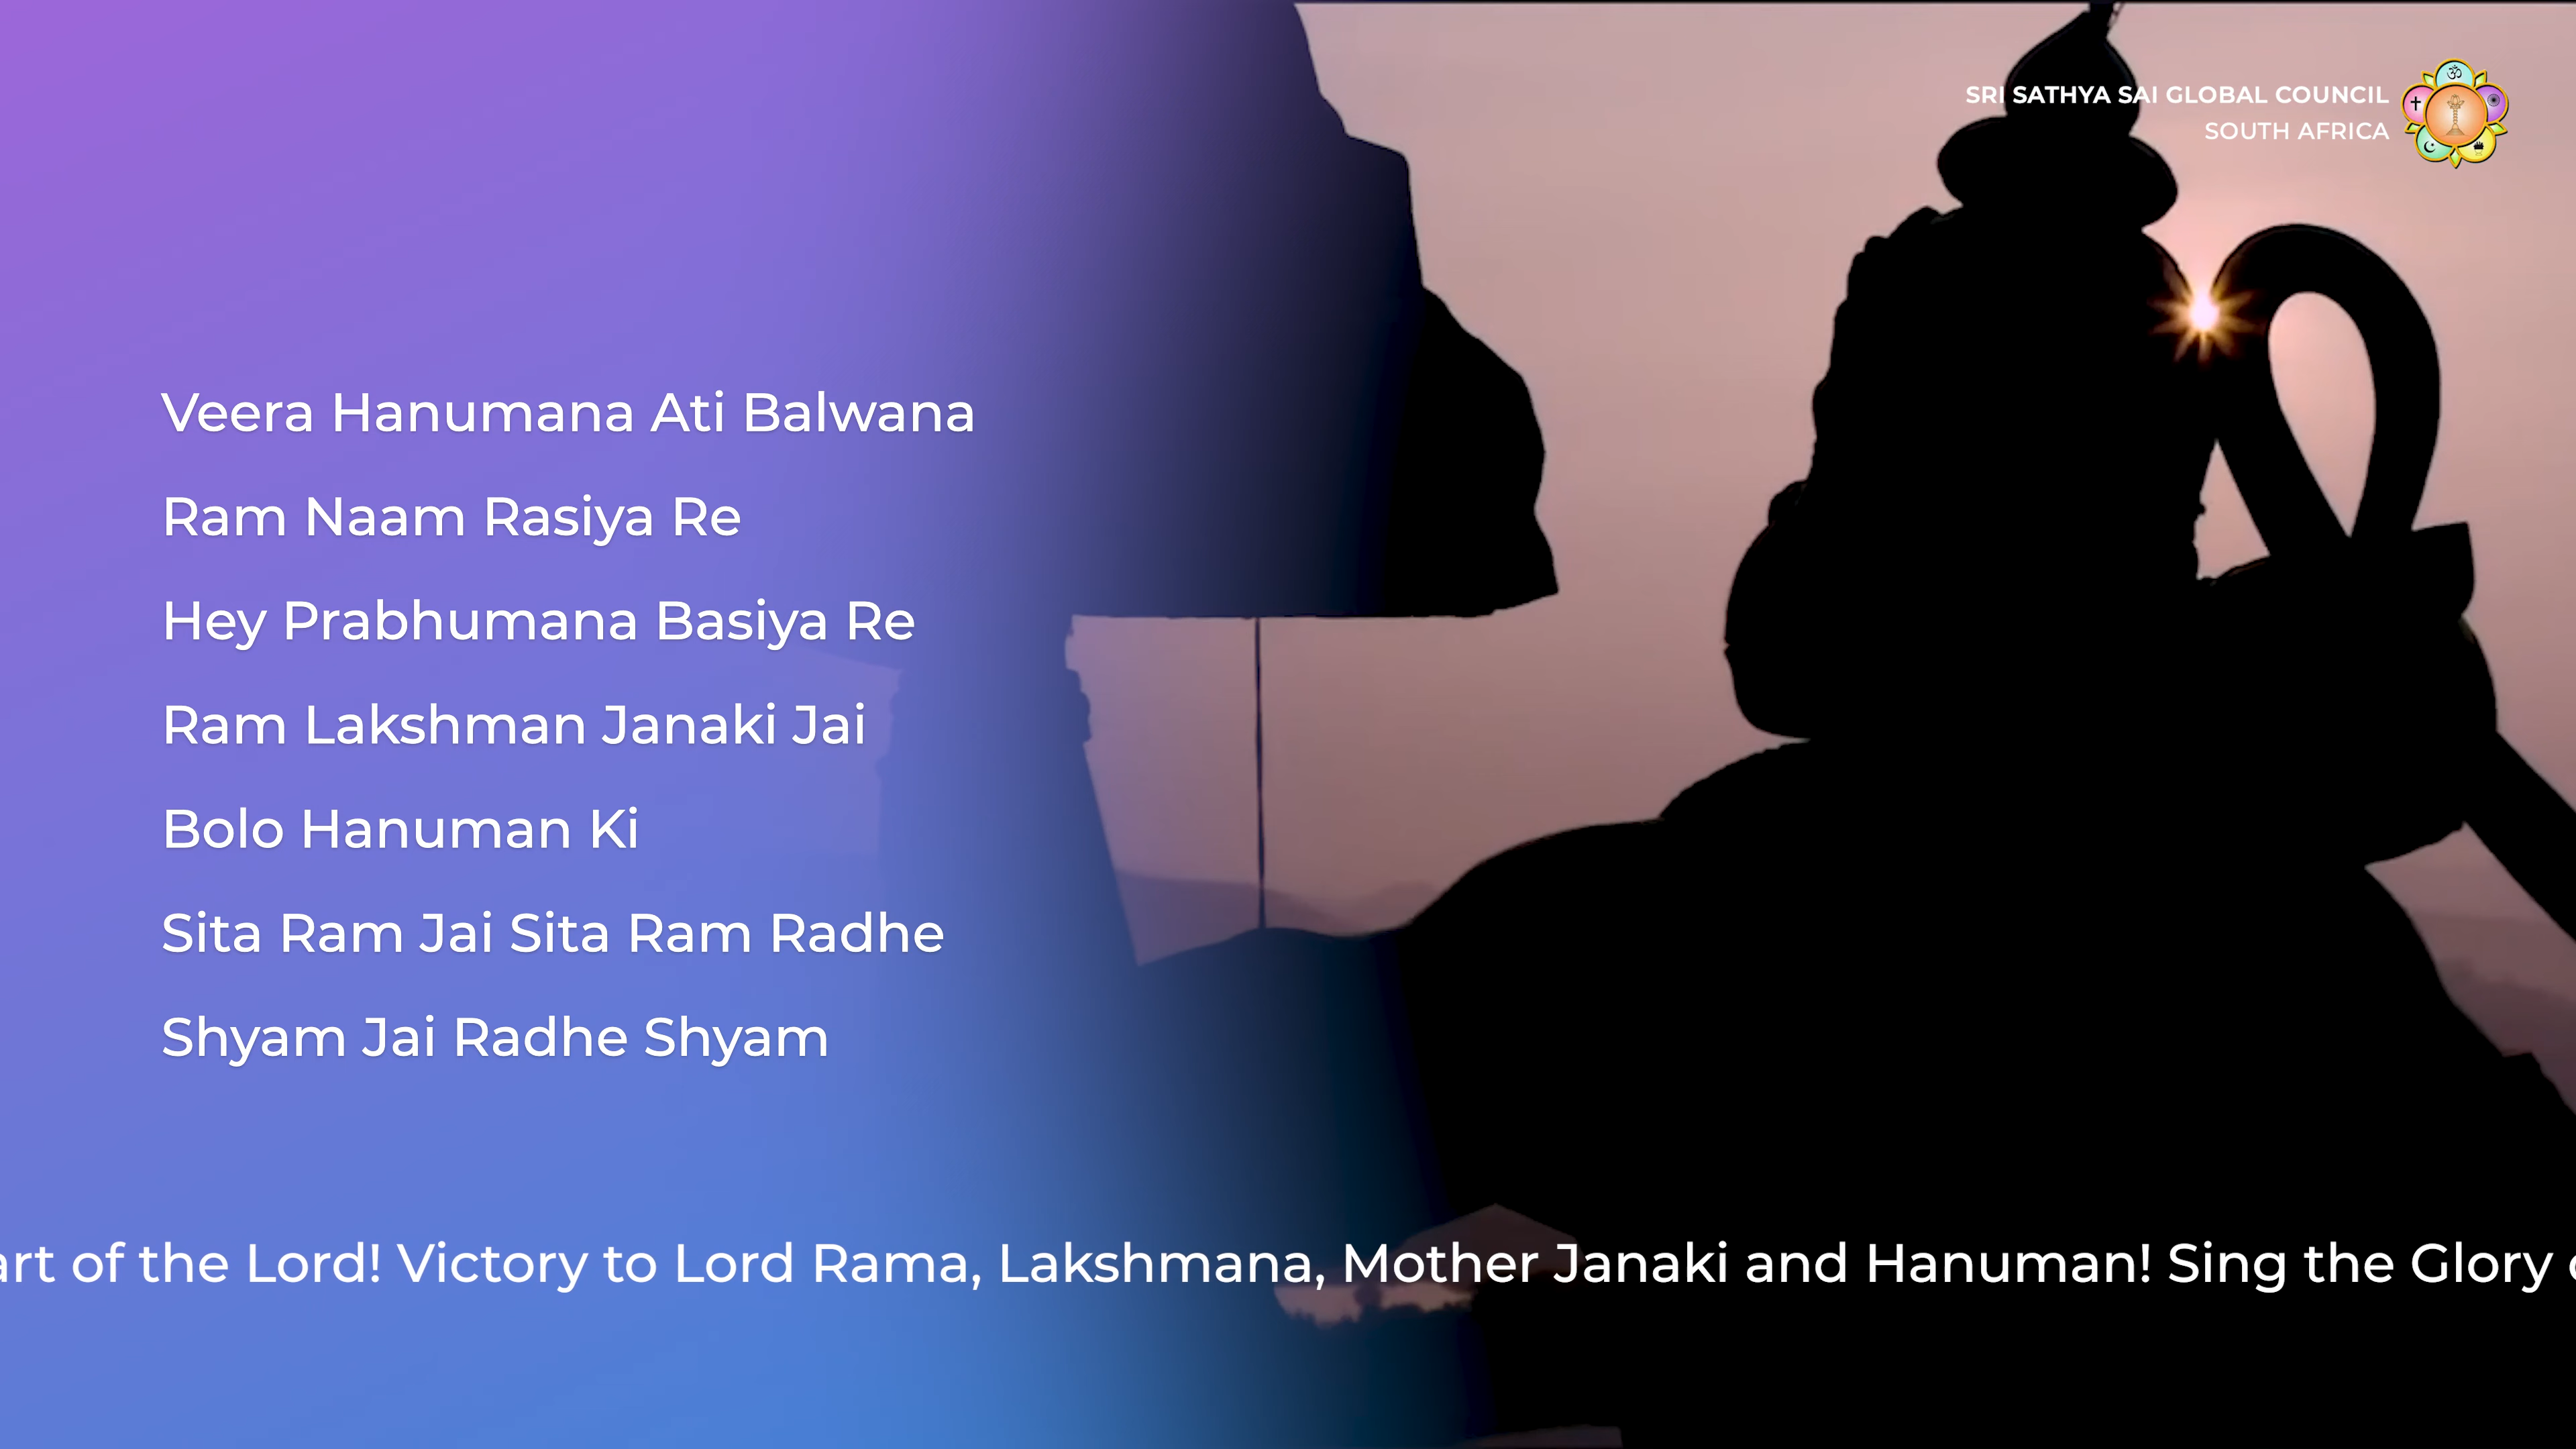 SRI SATHYA SAI GLOBAL COUNCIL
SOUTH AFRICA
Veera Hanumana Ati Balwana
Ram Naam Rasiya Re
Hey Prabhumana Basiya Re
Ram Lakshman Janaki Jai
Bolo Hanuman Ki
Sita Ram Jai Sita Ram Radhe
Shyam Jai Radhe Shyam
art of the Lord! Victory to Lord Rama, Lakshmana, Mother Janaki and Hanuman! Sing the Glory